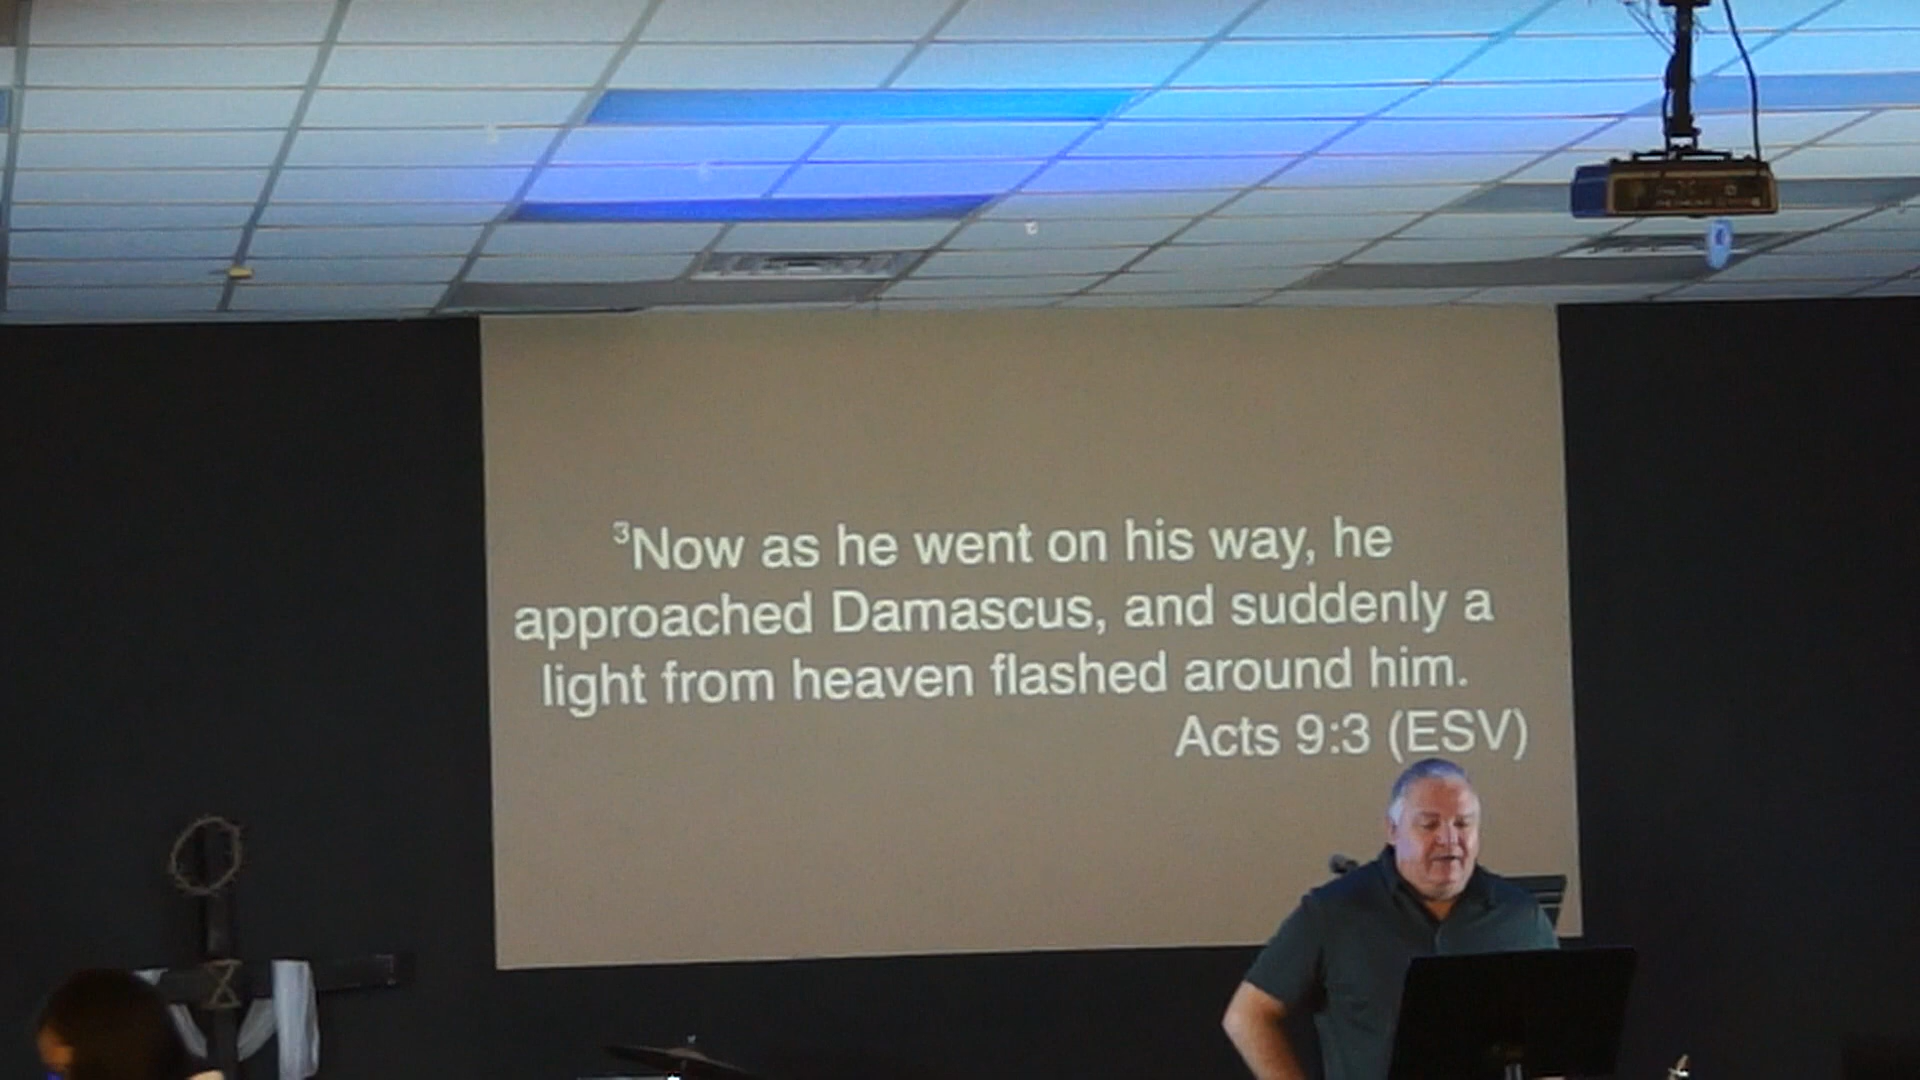 ³Now as he went on his way, he
approached Damascus, and suddenly a
light from heaven flashed around him.
Acts 9:3 (ESV)